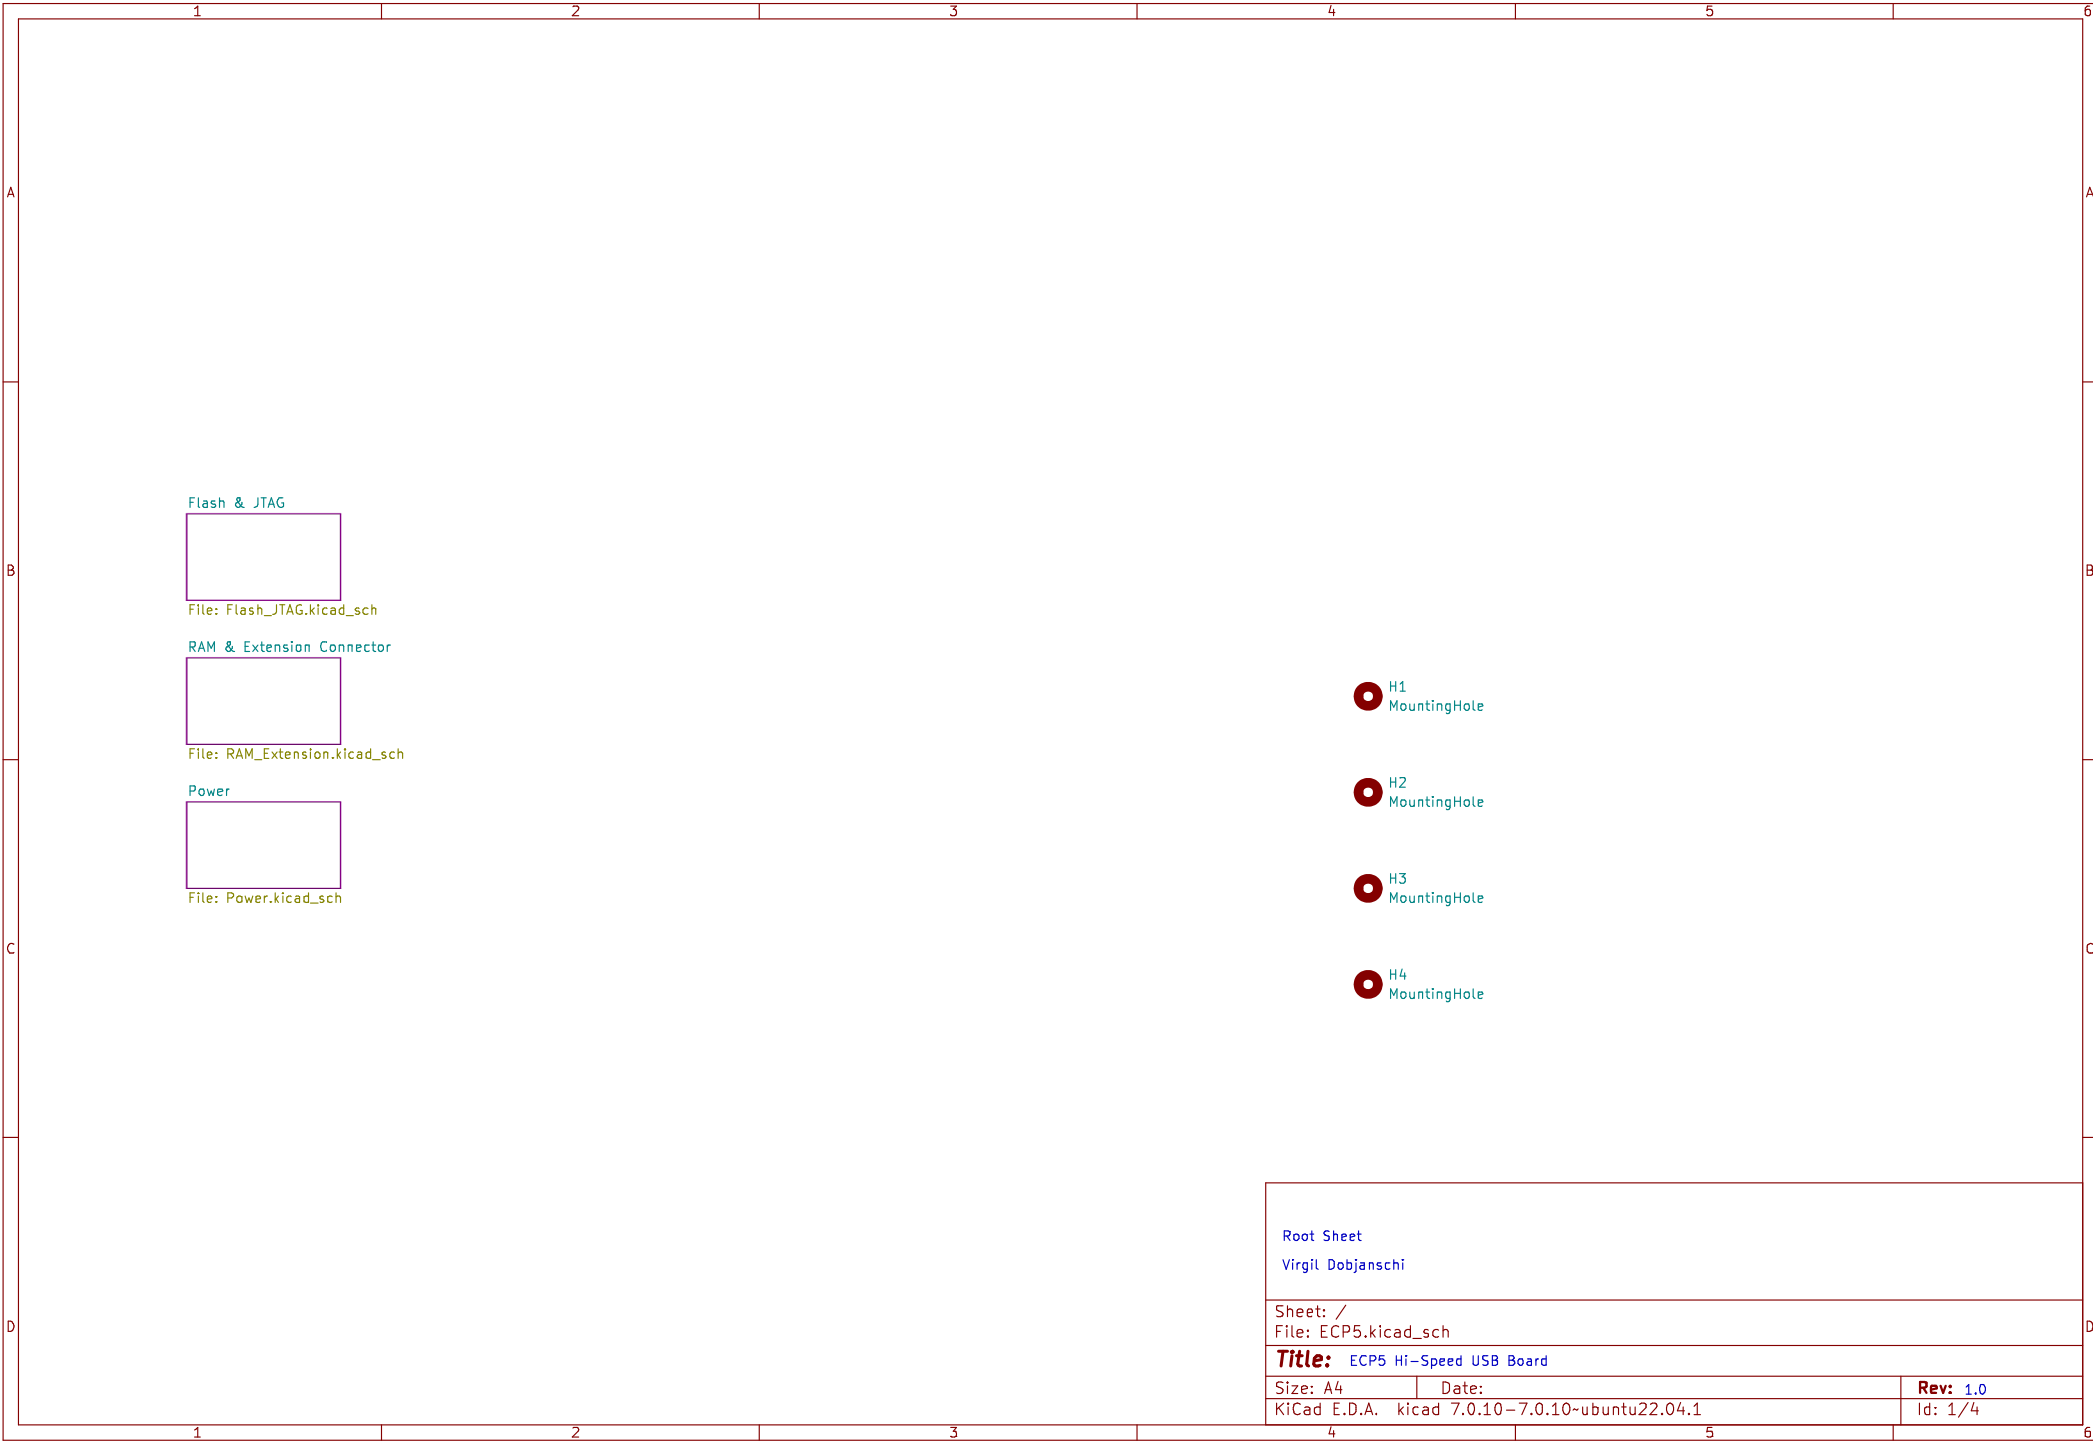 1 2 3 4 5 6
A A
Flash & JTAG
B B
File: Flash_JTAG.kicad_sch
RAM & Extension Connector
File: RAM_Extension.kicad_sch
H1
MountingHole
Power
File: Power.kicad_sch
H2
MountingHole
H3
MountingHole
C C
H4
MountingHole
Root Sheet
Virgil Dobjanschi
Sheet: /
File: ECP5.kicad_sch
D D
Title: ECP5 Hi-Speed USB Board
Size: A4 Date: Rev: 1.0
KiCad E.D.A. kicad 7.0.10-7.0.10~ubuntu22.04.1 Id: 1/4
1 2 3 4 5 6